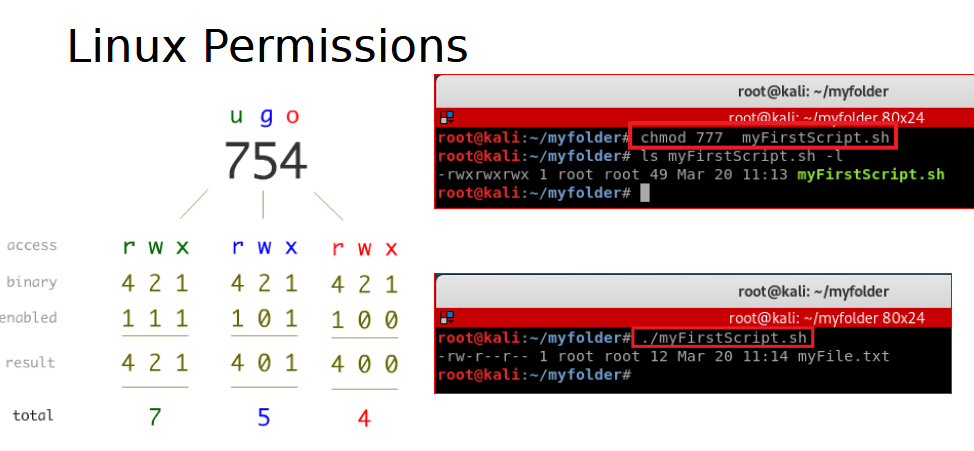 Linux Permissions
u g o
754
access r w x r w x r w x
binary 4 2 1 4 2 1 4 2 1
enabled 1 1 1 1 0 1 1 0 0
result 4 2 1 4 0 1 4 0 0
total 7 5 4
root@kali: ~/myfolder
root@kali: ~/myfolder 80x24
root@kali:~/myfolder# chmod 777  myFirstScript.sh
root@kali:~/myfolder# ls myFirstScript.sh -l
-rwxrwxrwx 1 root root 49 Mar 20 11:13 myFirstScript.sh
root@kali:~/myfolder#
root@kali: ~/myfolder
root@kali: ~/myfolder 80x24
root@kali:~/myfolder# ./myFirstScript.sh
-rw-r--r-- 1 root root 12 Mar 20 11:14 myFile.txt
root@kali:~/myfolder#